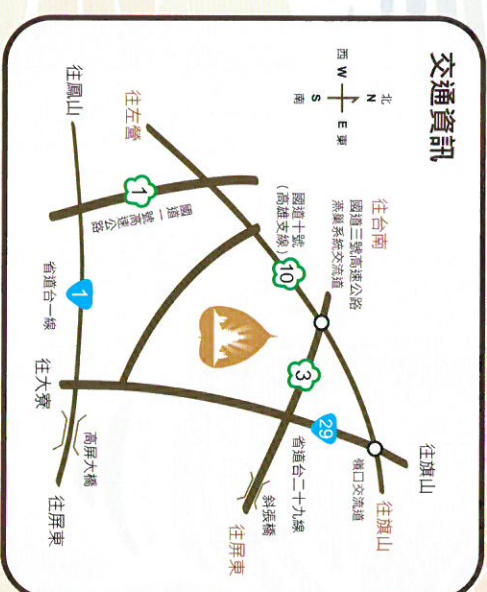 交通資訊
北
N
西 W E 東
S
南
往台南
國道三號高速公路
燕巢系統交流道
往左營
國道十號
(高雄支線)
10
往旗山
嶺口交流道
往旗山
29
3
省道台二十九線
斜張橋
往屏東
1
國道一號
高速公路
往鳳山
1
省道台一線
往大寮
高屏大橋
往屏東